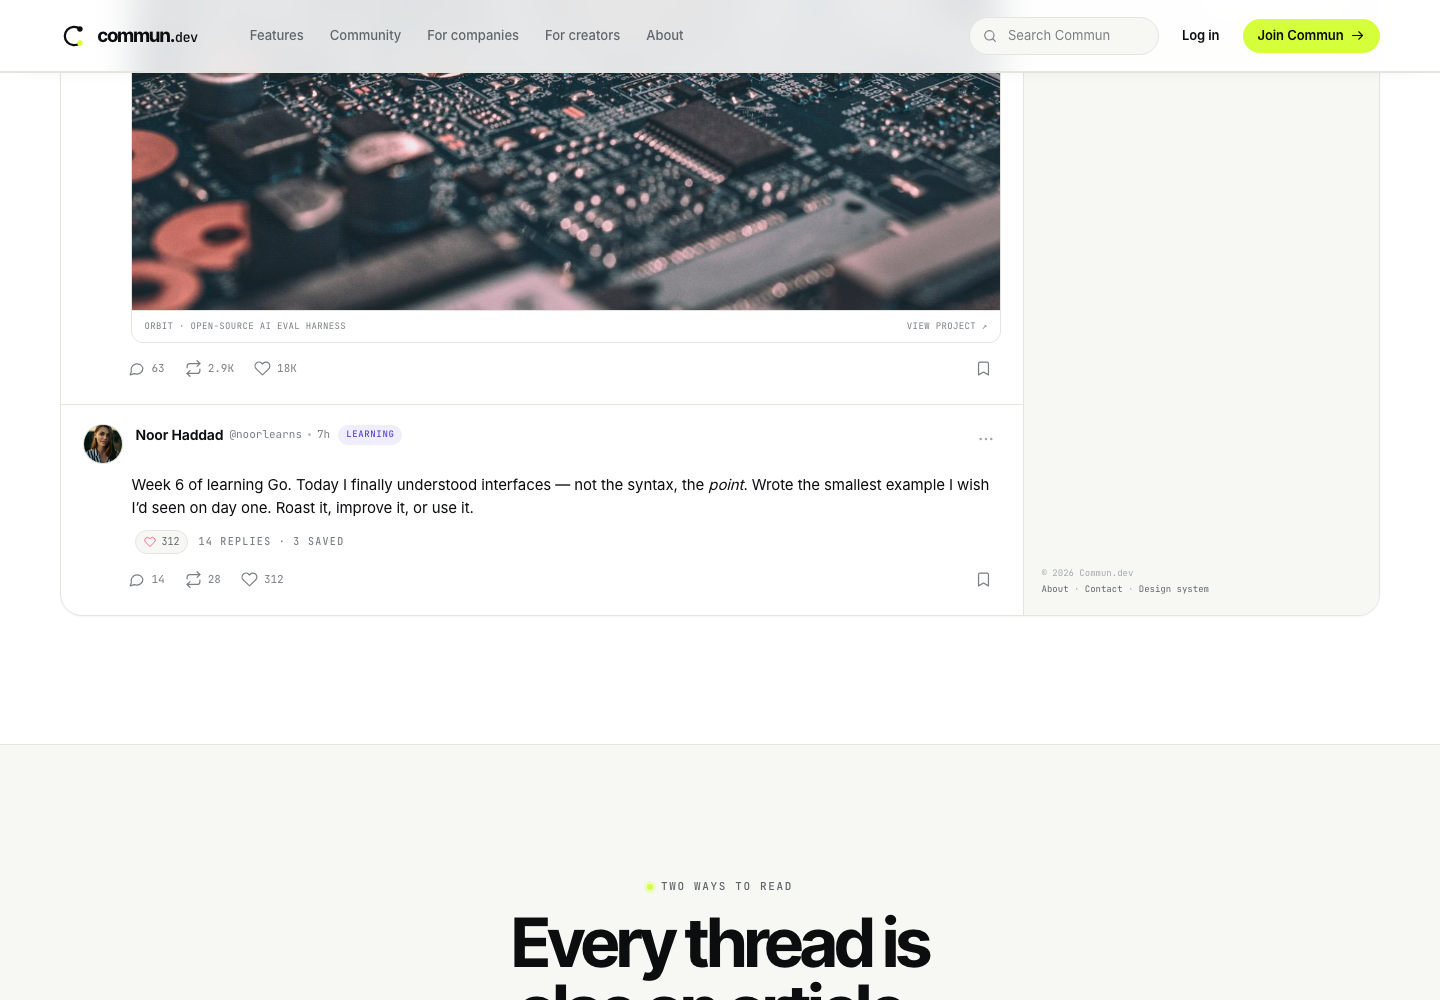 commun.dev
Features
Community
For companies
For creators
About
Search Commun
Log in
Join Commun →
ORBIT · OPEN-SOURCE AI EVAL HARNESS
VIEW PROJECT ↗
63
2.9K
18K
Noor Haddad @noorlearns • 7h LEARNING
Week 6 of learning Go. Today I finally understood interfaces — not the syntax, the point. Wrote the smallest example I wish
I’d seen on day one. Roast it, improve it, or use it.
312 14 REPLIES · 3 SAVED
14
28
312
© 2026 Commun.dev
About · Contact · Design system
TWO WAYS TO READ
Every thread is
also an article.